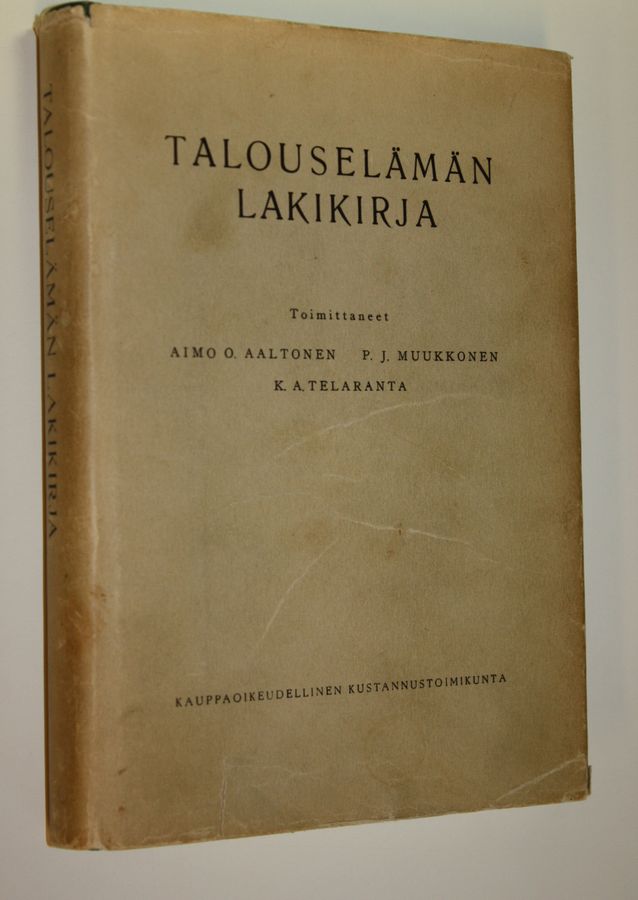 TALOUSELÄMÄN
LAKIKIRJA
Toimittaneet
AIMO O. AALTONEN P. J. MUUKKONEN
K. A. TELARANTA
KAUPPAOIKEUDELLINEN KUSTANNUSTOIMIKUNTA
TALOUSELÄMÄN LAKIKIRJA